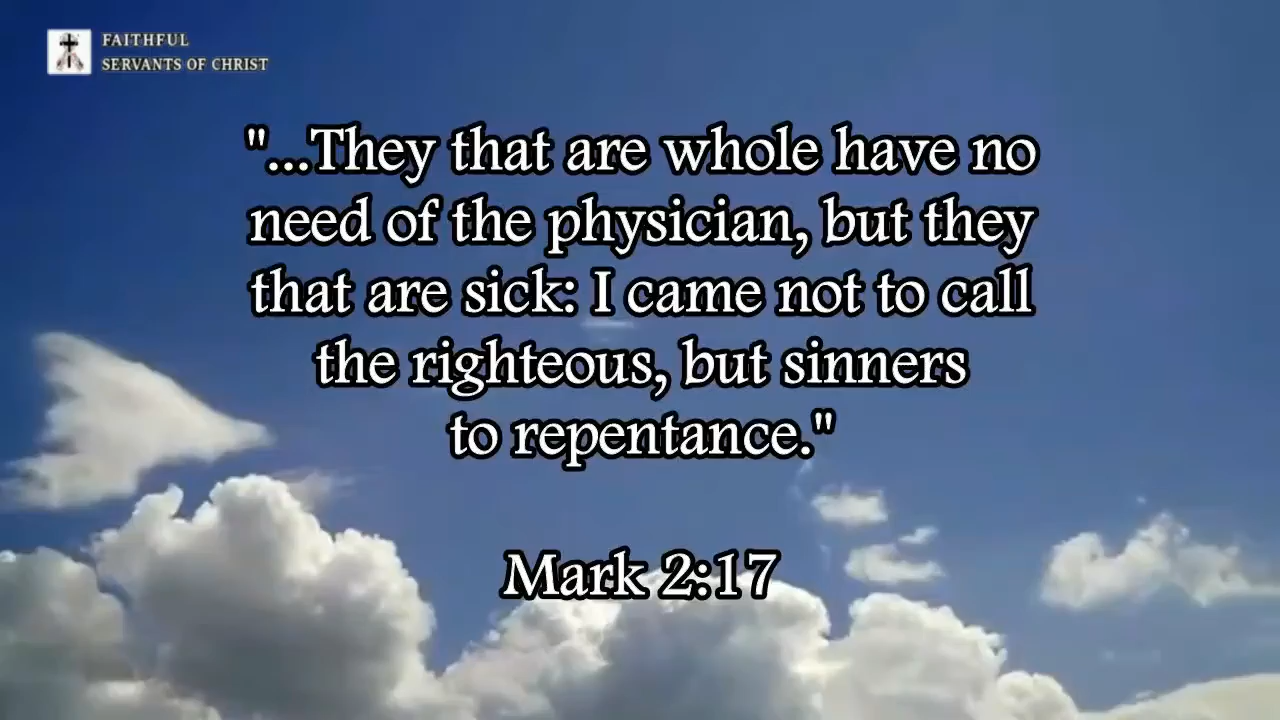 FAITHFUL
SERVANTS OF CHRIST
"...They that are whole have no
need of the physician, but they
that are sick: I came not to call
the righteous, but sinners
to repentance."
Mark 2:17